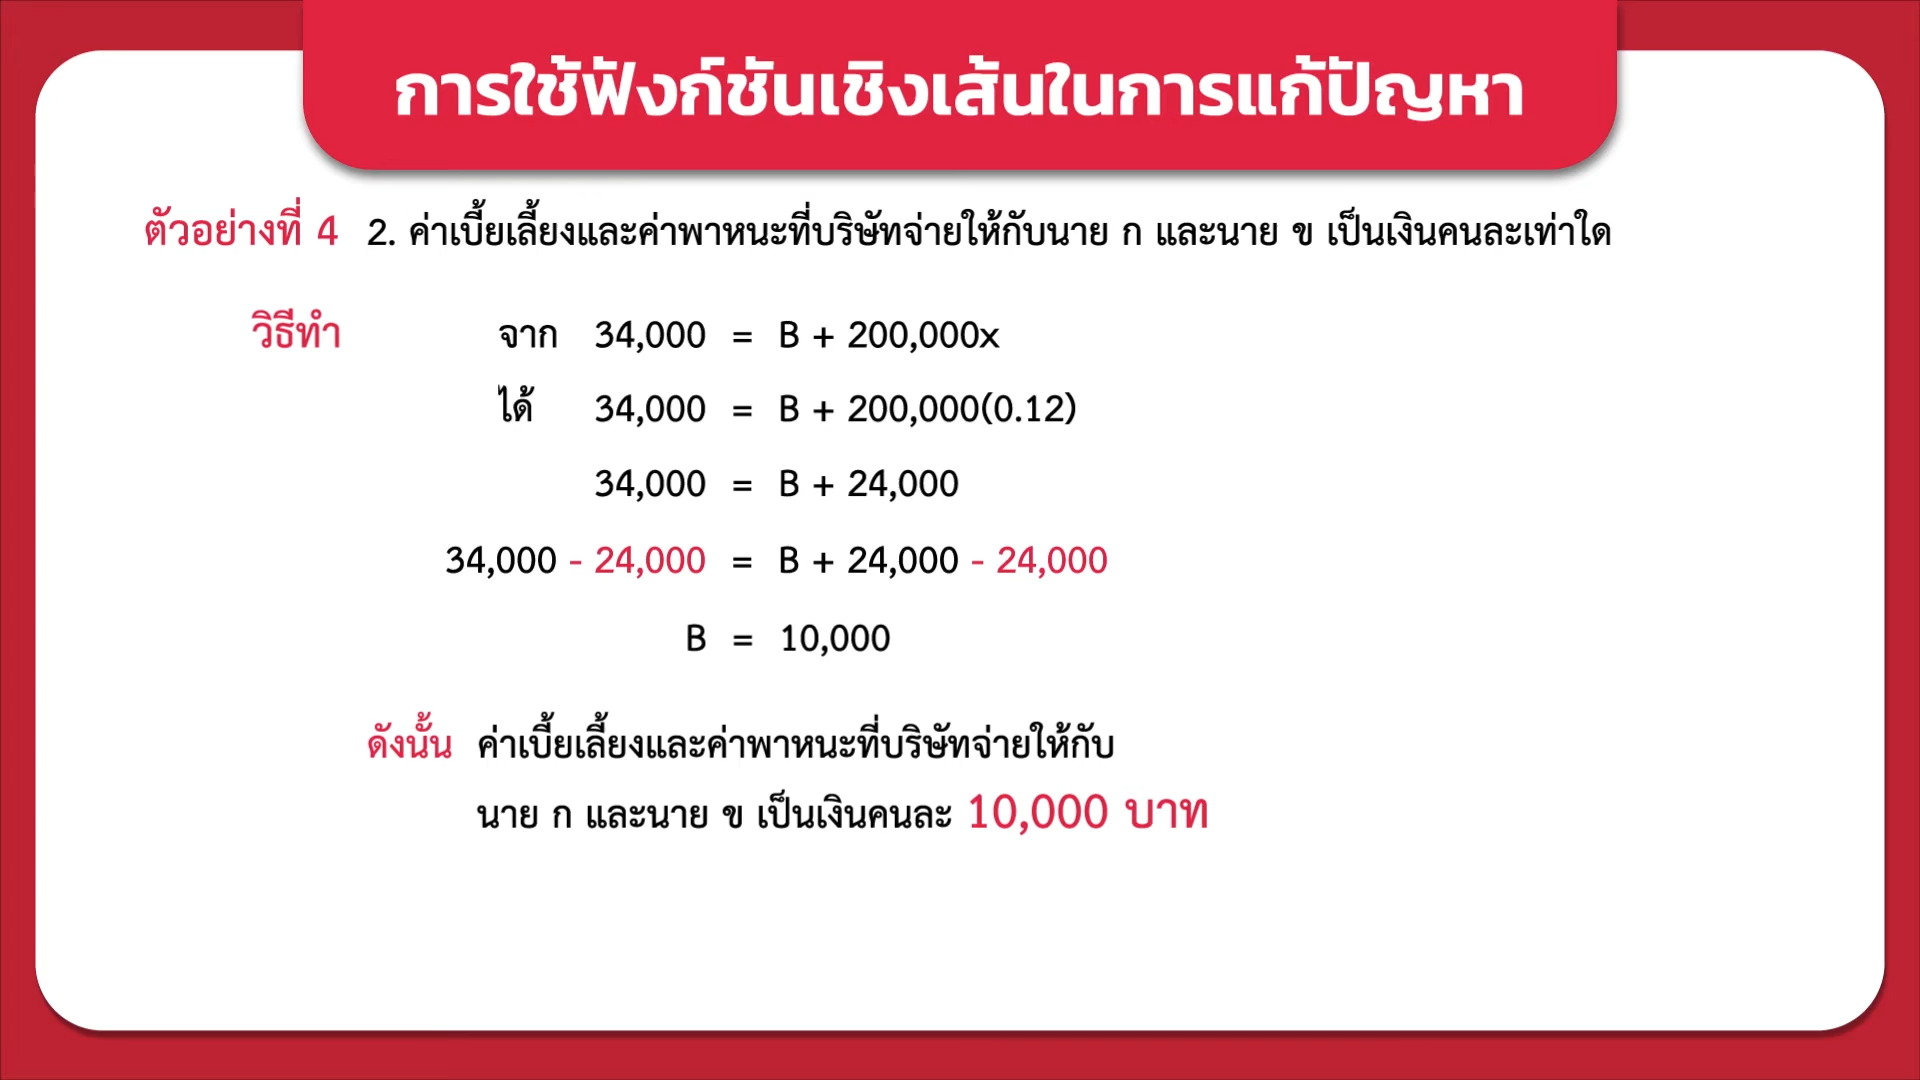 การใช้ฟังก์ชันเชิงเส้นในการแก้ปัญหา
ตัวอย่างที่ 4 2. ค่าเบี้ยเลี้ยงและค่าพาหนะที่บริษัทจ่ายให้กับนาย ก และนาย ข เป็นเงินคนละเท่าใด
วิธีทำ จาก 34,000 = B + 200,000x
ได้ 34,000 = B + 200,000(0.12)
34,000 = B + 24,000
34,000 - 24,000 = B + 24,000 - 24,000
B = 10,000
ดังนั้น ค่าเบี้ยเลี้ยงและค่าพาหนะที่บริษัทจ่ายให้กับ
นาย ก และนาย ข เป็นเงินคนละ 10,000 บาท